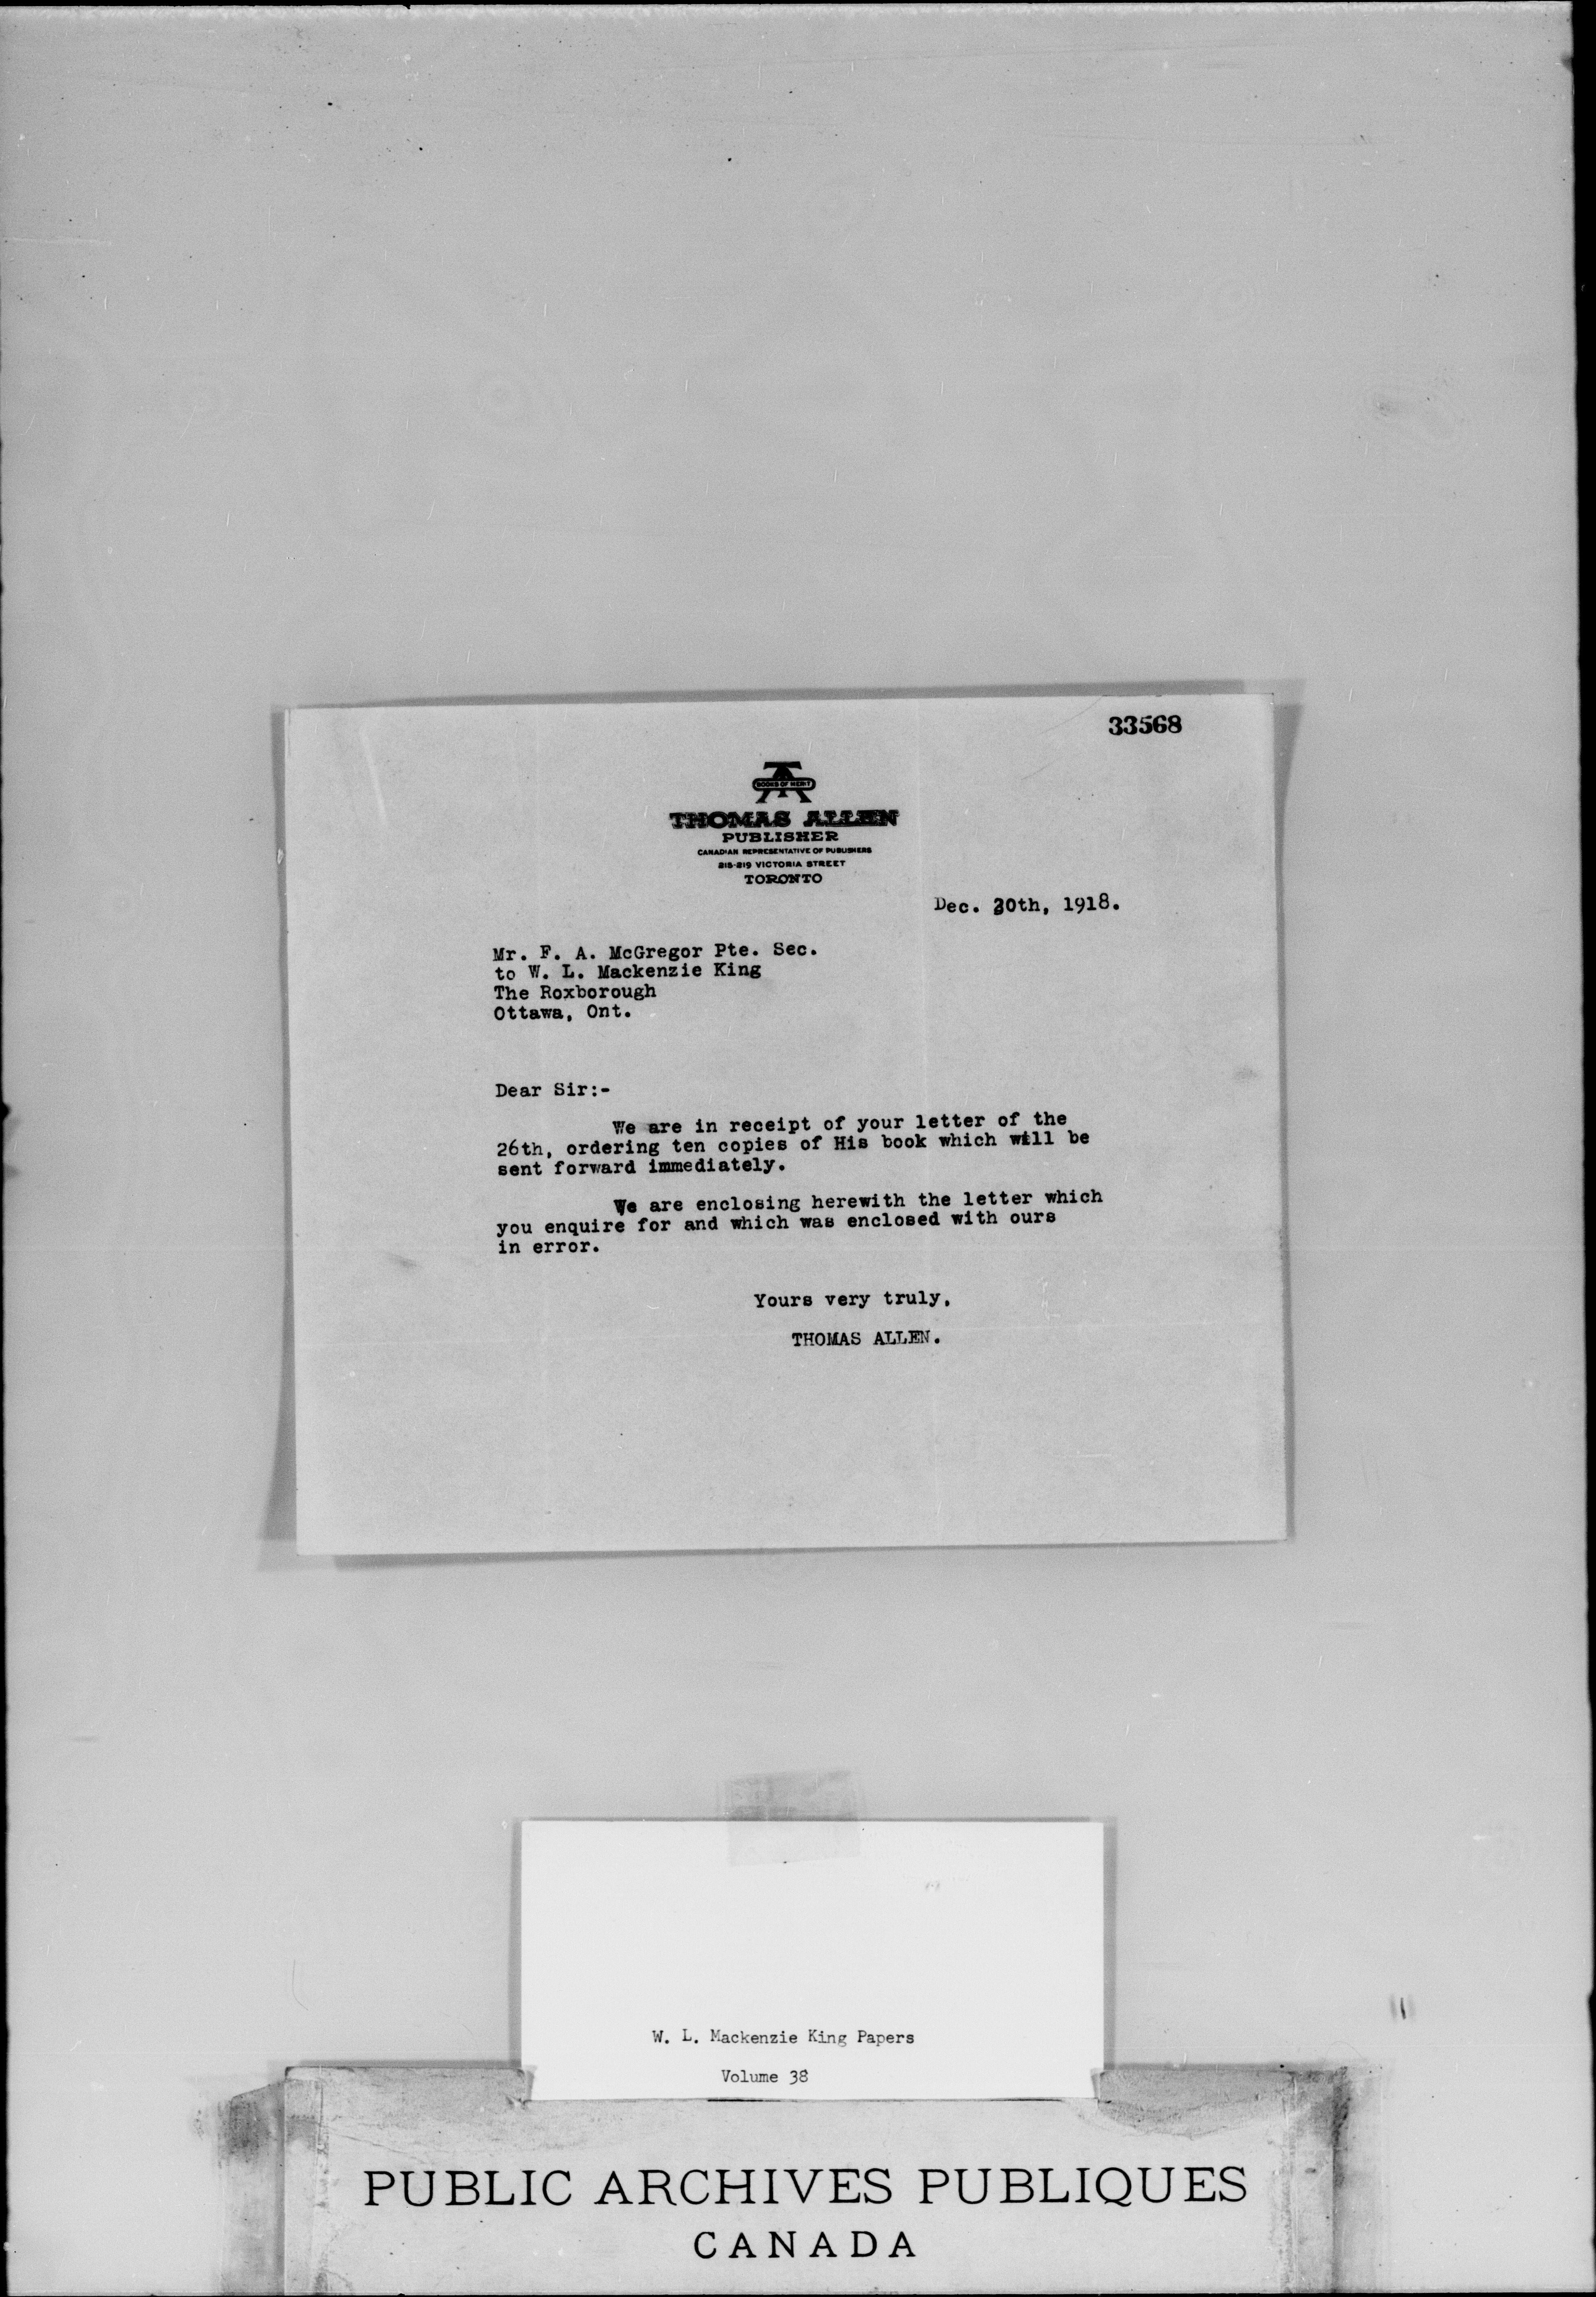 33568
TA
BOOKS OF MERIT
THOMAS ALLEN
PUBLISHER
CANADIAN REPRESENTATIVE OF PUBLISHERS
215-219 VICTORIA STREET
TORONTO
Dec. 30th, 1918.
Mr. F. A. McGregor Pte. Sec.
to W. L. Mackenzie King
The Roxborough
Ottawa, Ont.
Dear Sir:-
We are in receipt of your letter of the
26th, ordering ten copies of His book which will be
sent forward immediately.
We are enclosing herewith the letter which
you enquire for and which was enclosed with ours
in error.
Yours very truly,
THOMAS ALLEN.
W. L. Mackenzie King Papers
Volume 38
PUBLIC ARCHIVES PUBLIQUES
CANADA